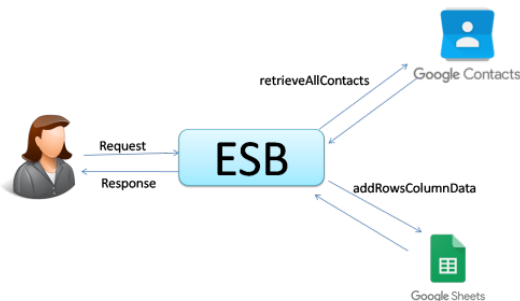 Google Contacts
retrieveAllContacts
Request
ESB
Response
addRowsColumnData
Google Sheets